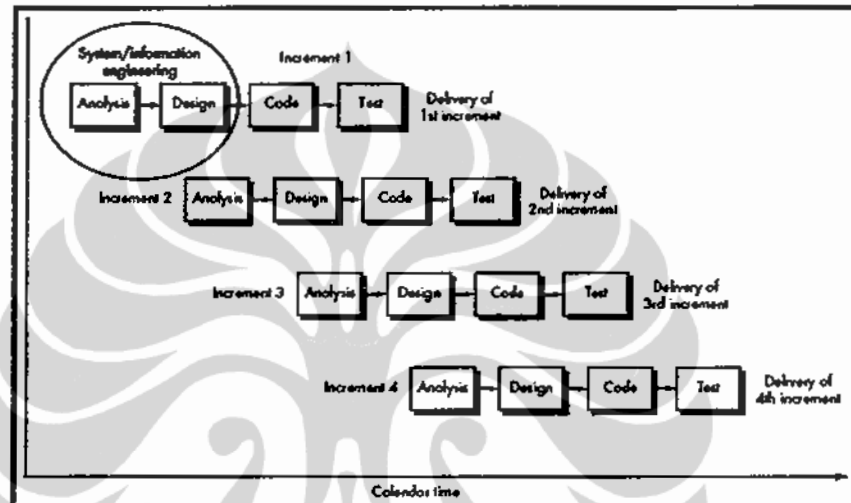 System/information
engineering
Increment 1
Analysis
Design
Code
Test
Delivery of
1st increment
Increment 2
Analysis
Design
Code
Test
Delivery of
2nd increment
Increment 3
Analysis
Design
Code
Test
Delivery of
3rd increment
Increment 4
Analysis
Design
Code
Test
Delivery of
4th increment
Calendar time